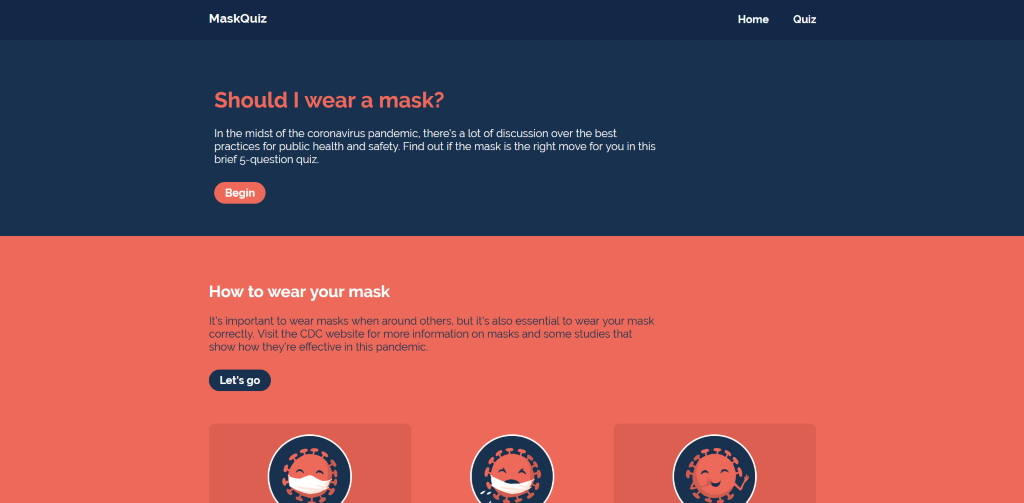 MaskQuiz
Home Quiz
Should I wear a mask?
In the midst of the coronavirus pandemic, there's a lot of discussion over the best
practices for public health and safety. Find out if the mask is the right move for you in this
brief 5-question quiz.
Begin
How to wear your mask
It's important to wear masks when around others, but it's also essential to wear your mask
correctly. Visit the CDC website for more information on masks and some studies that
show how they're effective in this pandemic.
Let's go